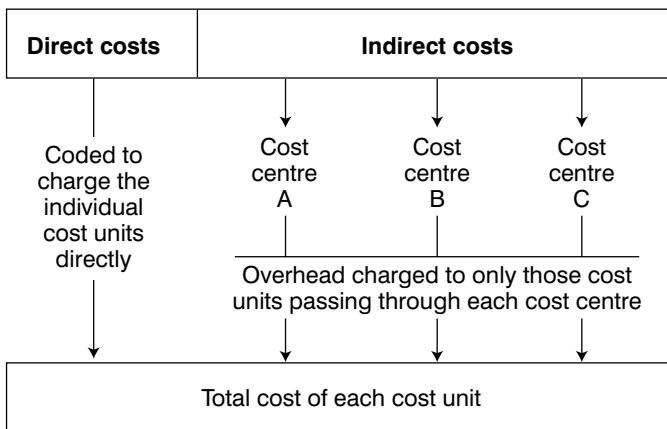 Direct costs
Indirect costs
Coded to
charge the
individual
cost units
directly
Cost
centre
A
Cost
centre
B
Cost
centre
C
Overhead charged to only those cost
units passing through each cost centre
Total cost of each cost unit